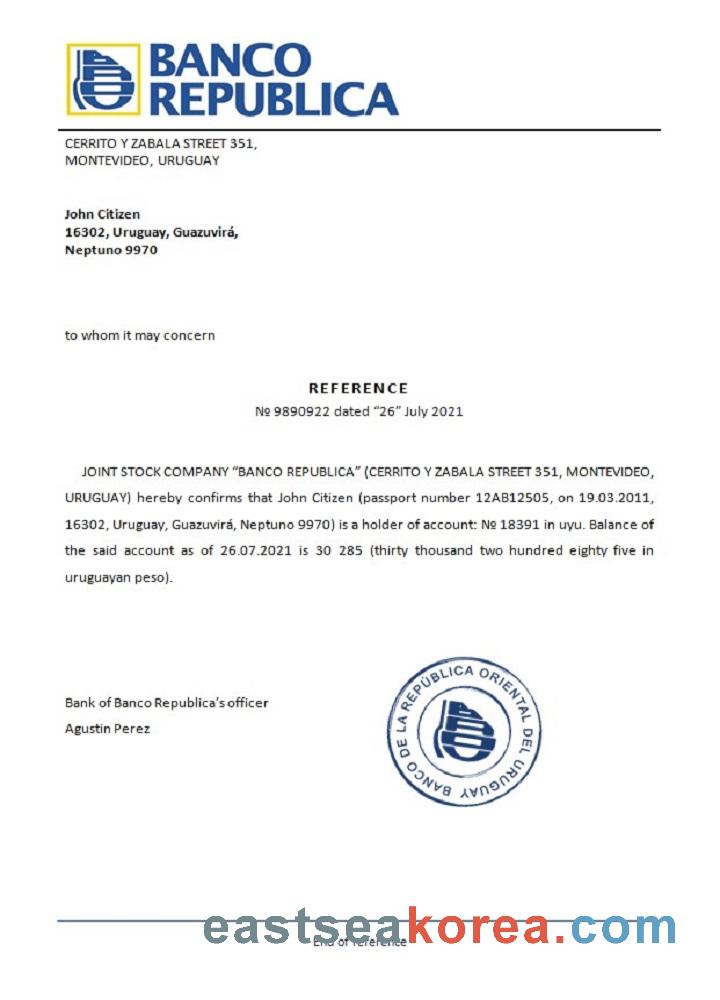 BANCO
REPUBLICA
CERRITO Y ZABALA STREET 351,
MONTEVIDEO, URUGUAY
John Citizen
16302, Uruguay, Guazuvirá,
Neptuno 9970
to whom it may concern
REFERENCE
№ 9890922 dated “26” July 2021
JOINT STOCK COMPANY “BANCO REPUBLICA” (CERRITO Y ZABALA STREET 351, MONTEVIDEO,
URUGUAY) hereby confirms that John Citizen (passport number 12AB12505, on 19.03.2011,
16302, Uruguay, Guazuvirá, Neptuno 9970) is a holder of account: № 18391 in uyu. Balance of
the said account as of 26.07.2021 is 30 285 (thirty thousand two hundred eighty five in
uruguayan peso).
Bank of Banco Republica’s officer
Agustin Perez
BANCO DE LA REPÚBLICA ORIENTAL DEL URUGUAY
eastseakorea.com
End of reference